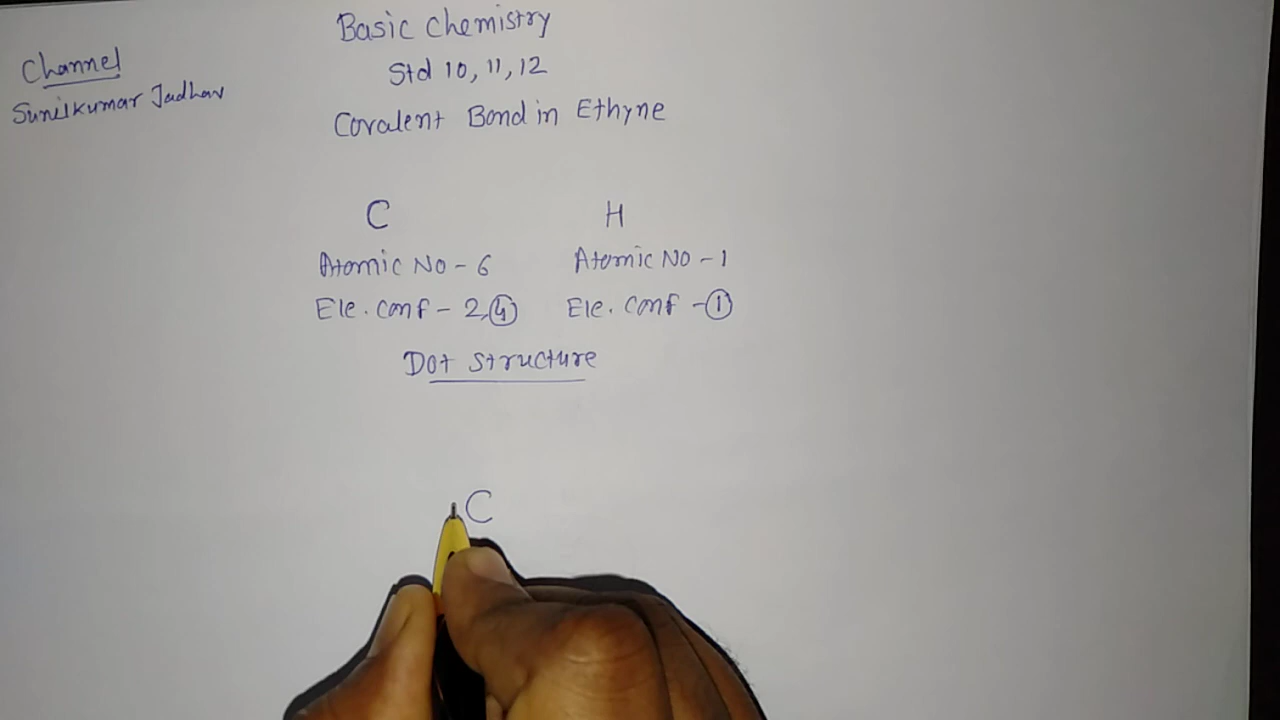 Channel
Sunilkumar Jadhav
Basic Chemistry
Std 10, 11, 12
Covalent Bond in Ethyne
C
H
Atomic No - 6
Atomic No - 1
Ele. Conf - 2,4
Ele. Conf - 1
Dot Structure
C